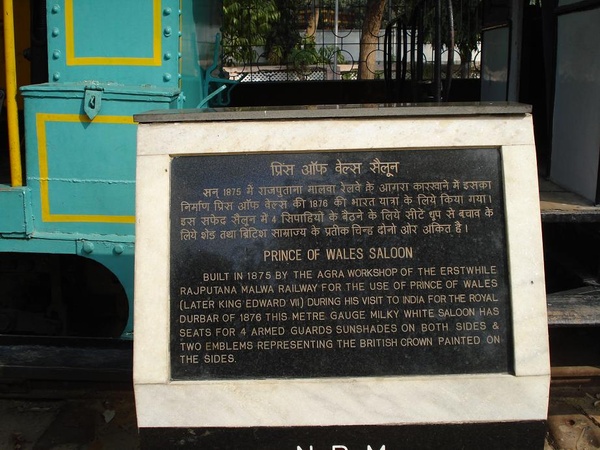 प्रिंस ऑफ वेल्स सैलून
सन् 1875 में राजपुताना मालवा रेलवे के आगरा कारखाने में इसका
निर्माण प्रिंस ऑफ वेल्स की 1876 की भारत यात्रा के लिये किया गया।
इस सफेद सैलून में 4 सिपाहियो के बैठने के लिये सीटे धुप से बचाव के
लिये शेड तथा ब्रिटिश साम्राज्य के प्रतीक चिन्ह दोनो ओर अंकित है।
PRINCE OF WALES SALOON
BUILT IN 1875 BY THE AGRA WORKSHOP OF THE ERSTWHILE
RAJPUTANA MALWA RAILWAY FOR THE USE OF PRINCE OF WALES
(LATER KING EDWARD VII) DURING HIS VISIT TO INDIA FOR THE ROYAL
DURBAR OF 1876 THIS METRE GAUGE MILKY WHITE SALOON HAS
SEATS FOR 4 ARMED GUARDS SUNSHADES ON BOTH SIDES &
TWO EMBLEMS REPRESENTING THE BRITISH CROWN PAINTED ON
THE SIDES.
N R M